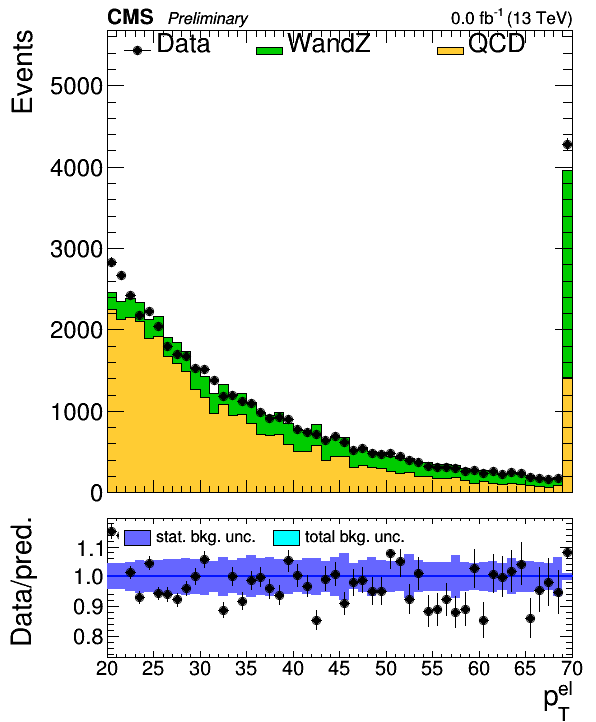 CMS Preliminary 0.0 fb⁻¹ (13 TeV)
Data WandZ QCD
Events
5000
4000
3000
2000
1000
0
stat. bkg. unc. total bkg. unc.
Data/pred.
1.1
1.0
0.9
0.8
20 25 30 35 40 45 50 55 60 65 70
p_T^el